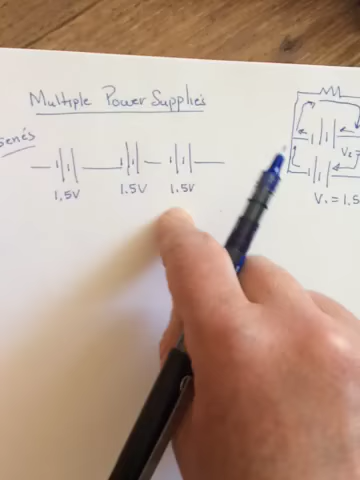 Multiple Power Supplies
Series
1.5V 1.5V 1.5V
V₁ = 1.5